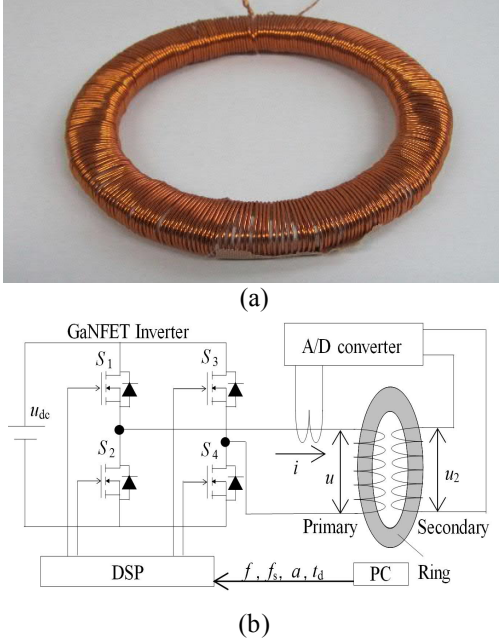 (a)
GaNFET Inverter
A/D converter
S1
S3
udc
S2
S4
i
u
u2
Primary
Secondary
DSP
f , fs, a, td
PC
Ring
(b)